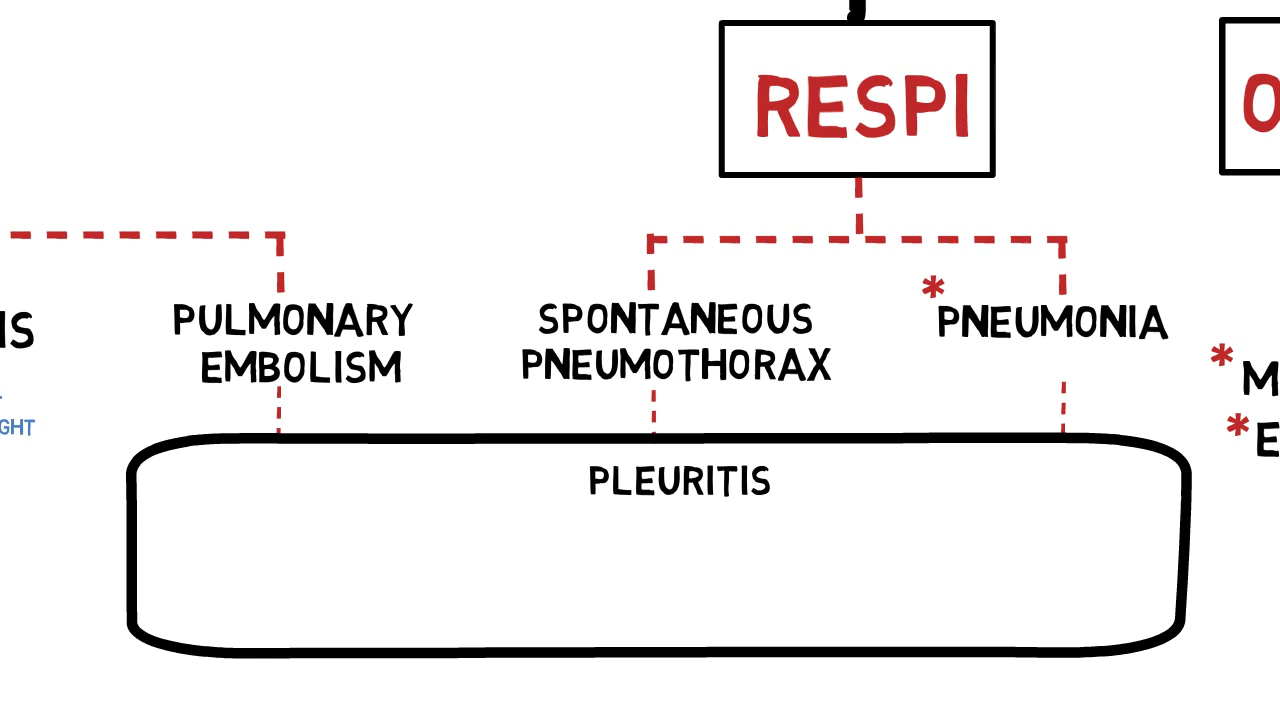 RESPI
PULMONARY
EMBOLISM
SPONTANEOUS
PNEUMOTHORAX
* PNEUMONIA
PLEURITIS